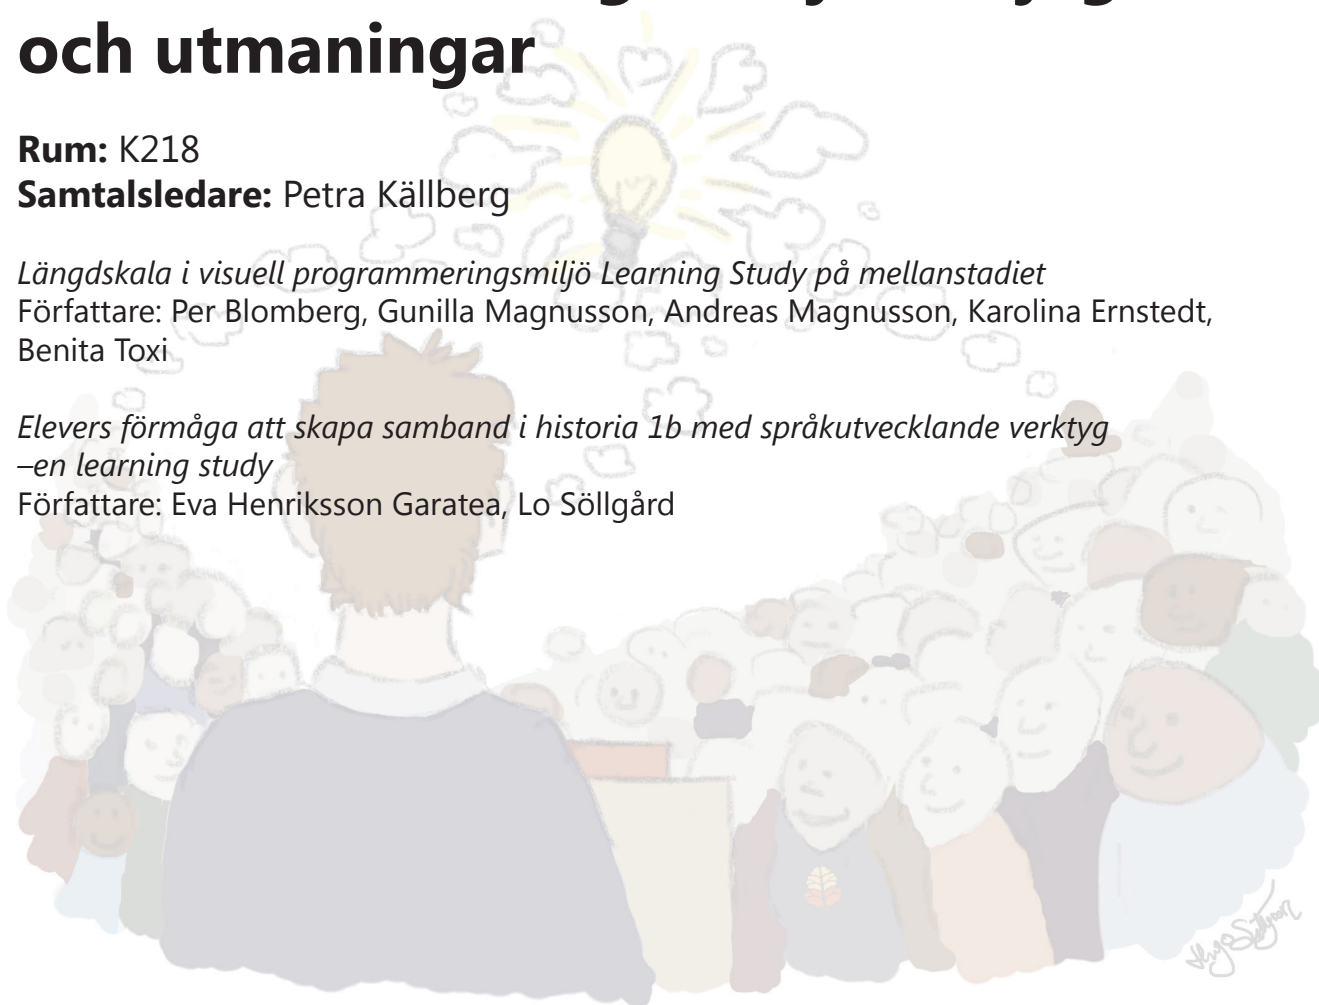 och utmaningar
Rum: K218
Samtalsledare: Petra Källberg
Längdskala i visuell programmeringsmiljö Learning Study på mellanstadiet
Författare: Per Blomberg, Gunilla Magnusson, Andreas Magnusson, Karolina Ernstedt,
Benita Toxi
Elevers förmåga att skapa samband i historia 1b med språkutvecklande verktyg
–en learning study
Författare: Eva Henriksson Garatea, Lo Söllgård